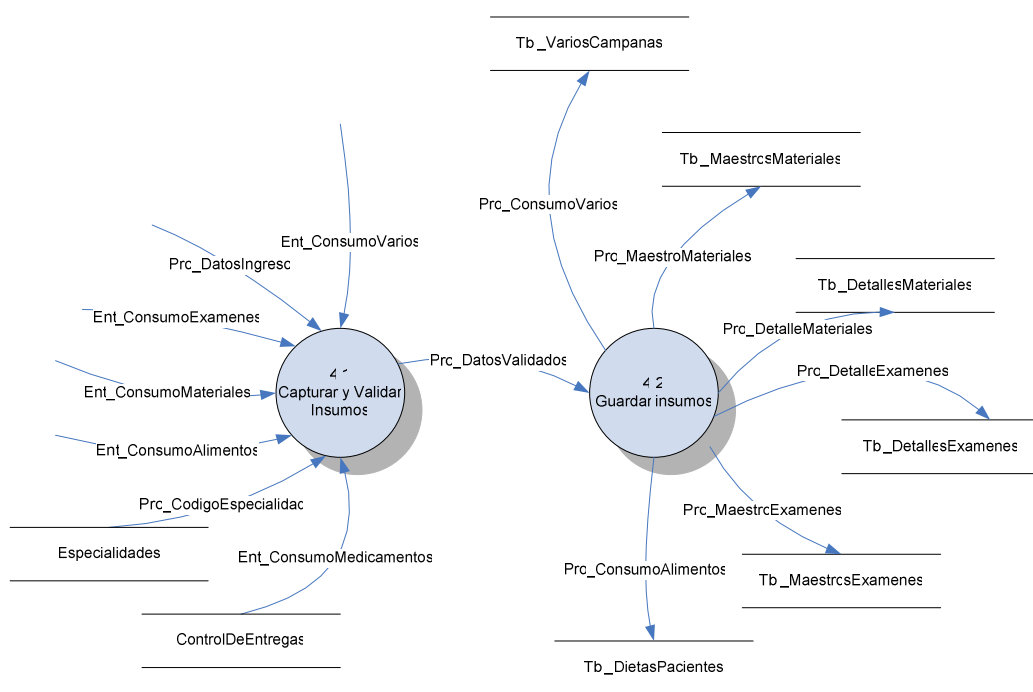 Tb_VariosCampanas
Tb_MaestrosMateriales
Prc_ConsumoVarios
Ent_ConsumoVarios
Prc_MaestroMateriales
Prc_DatosIngreso
Tb_DetallesMateriales
Ent_ConsumoExamenes
Prc_DetalleMateriales
Prc_DatosValidados
Prc_DetalleExamenes
4.1
Capturar y Validar
Insumos
4.2
Guardar insumos
Ent_ConsumoMateriales
Ent_ConsumoAlimentos
Tb_DetallesExamenes
Prc_CodigoEspecialidad
Prc_MaestroExamenes
Especialidades
Ent_ConsumoMedicamentos
Prc_ConsumoAlimentos
Tb_MaestrosExamenes
ControlDeEntregas
Tb_DietasPacientes